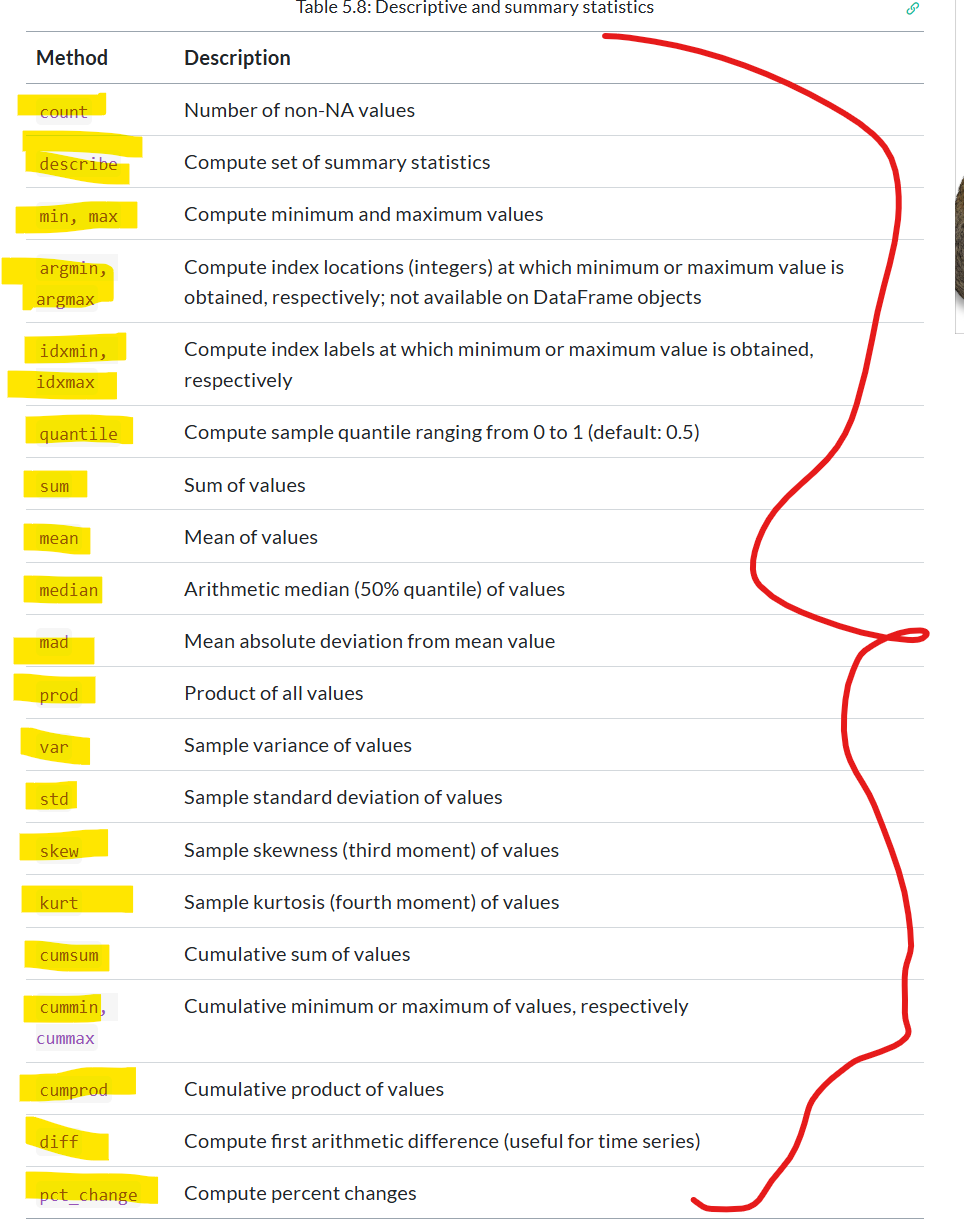 Table 5.8: Descriptive and summary statistics
Method Description
count Number of non-NA values
describe Compute set of summary statistics
min, max Compute minimum and maximum values
argmin, Compute index locations (integers) at which minimum or maximum value is
argmax obtained, respectively; not available on DataFrame objects
idxmin, Compute index labels at which minimum or maximum value is obtained,
idxmax respectively
quantile Compute sample quantile ranging from 0 to 1 (default: 0.5)
sum Sum of values
mean Mean of values
median Arithmetic median (50% quantile) of values
mad Mean absolute deviation from mean value
prod Product of all values
var Sample variance of values
std Sample standard deviation of values
skew Sample skewness (third moment) of values
kurt Sample kurtosis (fourth moment) of values
cumsum Cumulative sum of values
cummin, Cumulative minimum or maximum of values, respectively
cummax
cumprod Cumulative product of values
diff Compute first arithmetic difference (useful for time series)
pct_change Compute percent changes